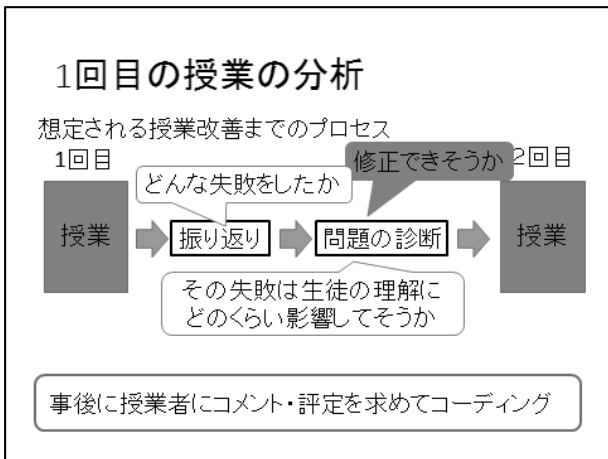 1回目の授業の分析
想定される授業改善までのプロセス
1回目
修正できそうか
2回目
どんな失敗をしたか
授業
振り返り
問題の診断
授業
その失敗は生徒の理解に
どのくらい影響してそうか
事後に授業者にコメント・評定を求めてコーディング